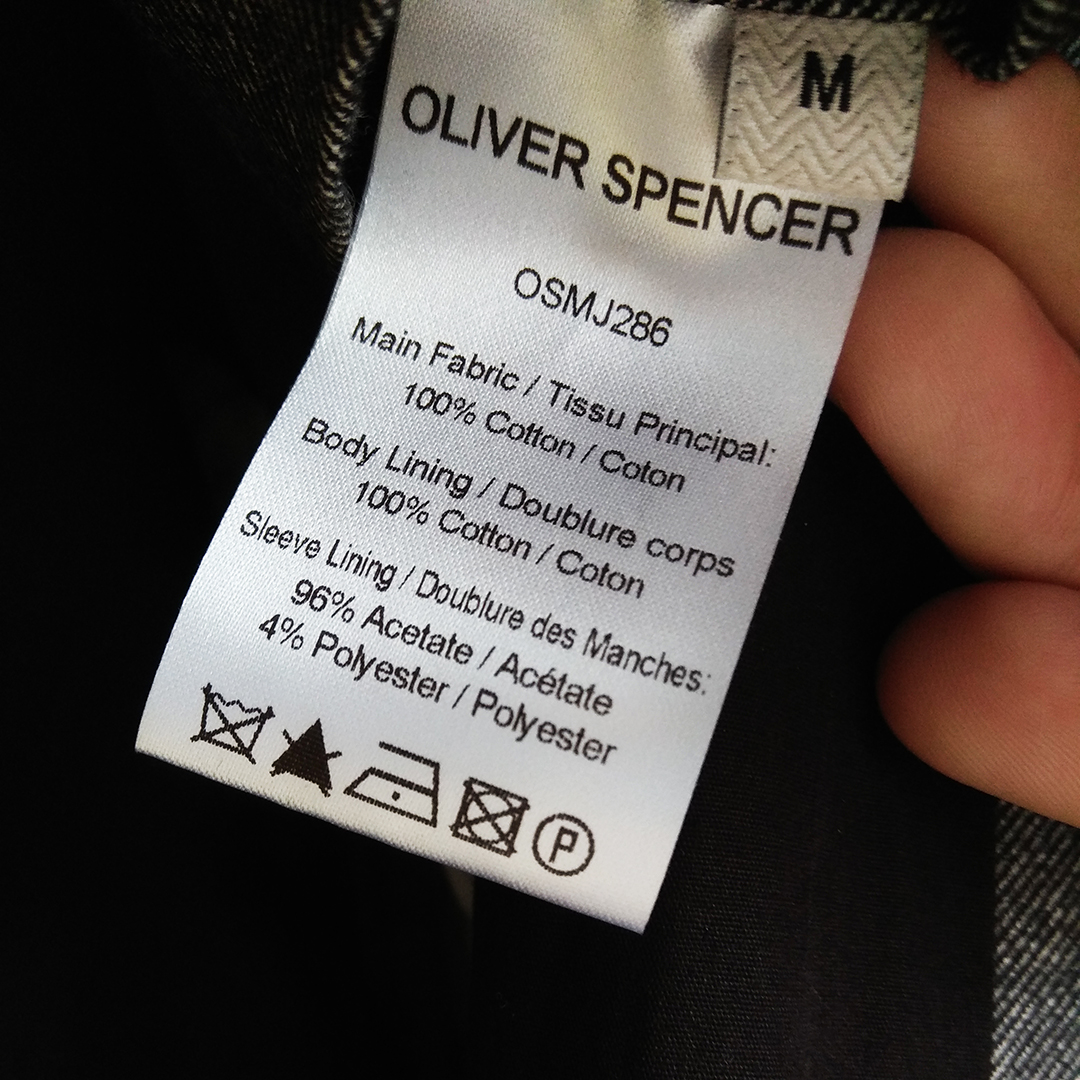 M
OLIVER SPENCER
OSMJ286
Main Fabric / Tissu Principal:
100% Cotton / Coton
Body Lining / Doublure corps
100% Cotton / Coton
Sleeve Lining / Doublure des Manches:
96% Acetate / Acétate
4% Polyester / Polyester
P